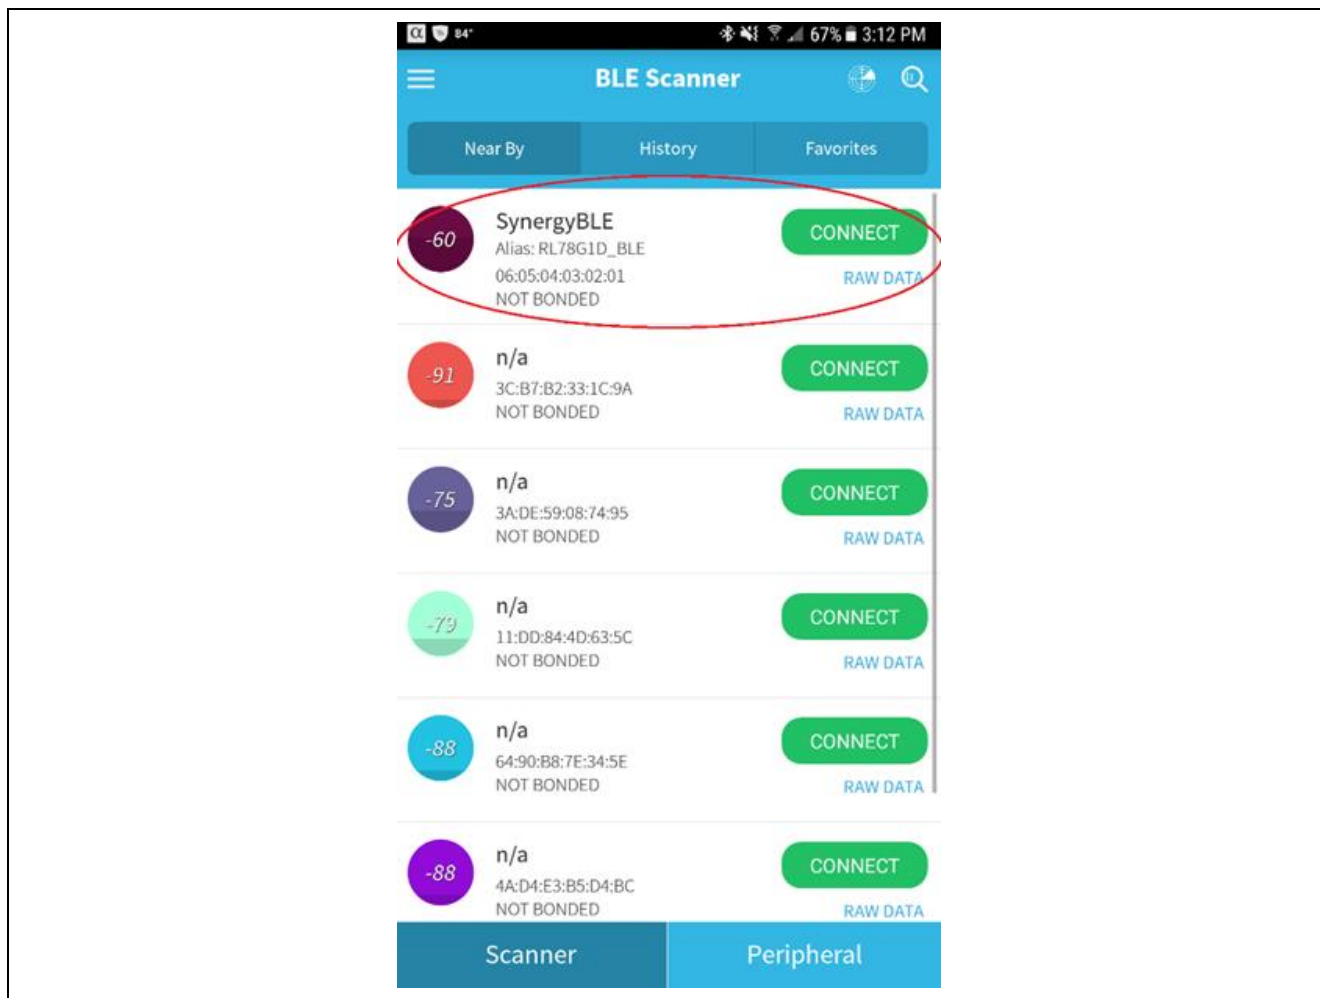 84° 67% 3:12 PM
BLE Scanner
Near By History Favorites
-60 SynergyBLE CONNECT
Alias: RL78G1D_BLE
06:05:04:03:02:01 RAW DATA
NOT BONDED
-91 n/a CONNECT
3C:B7:B2:33:1C:9A
NOT BONDED RAW DATA
-75 n/a CONNECT
3A:DE:59:08:74:95
NOT BONDED RAW DATA
-79 n/a CONNECT
11:DD:84:4D:63:5C
NOT BONDED RAW DATA
-88 n/a CONNECT
64:90:B8:7E:34:5E
NOT BONDED RAW DATA
-88 n/a CONNECT
4A:D4:E3:B5:D4:BC
NOT BONDED RAW DATA
Scanner Peripheral